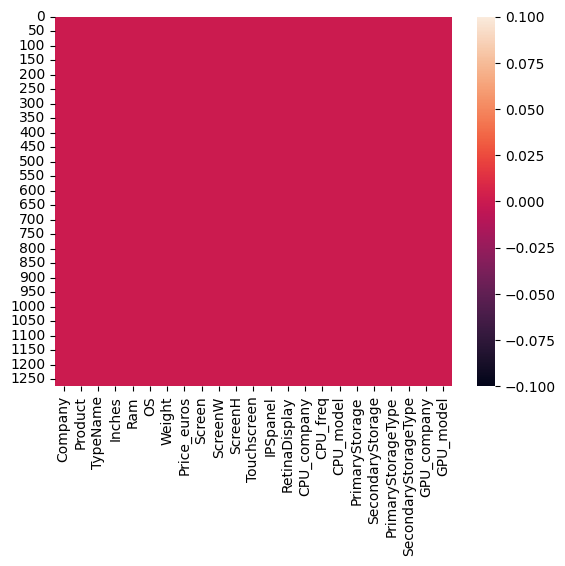 0
50
100
150
200
250
300
350
400
450
500
550
600
650
700
750
800
850
900
950
1000
1050
1100
1150
1200
1250
Company
Product
TypeName
Inches
Ram
OS
Weight
Price_euros
Screen
ScreenW
ScreenH
Touchscreen
IPSpanel
RetinaDisplay
CPU_company
CPU_freq
CPU_model
PrimaryStorage
SecondaryStorage
PrimaryStorageType
SecondaryStorageType
GPU_company
GPU_model
0.100
0.075
0.050
0.025
0.000
−0.025
−0.050
−0.075
−0.100